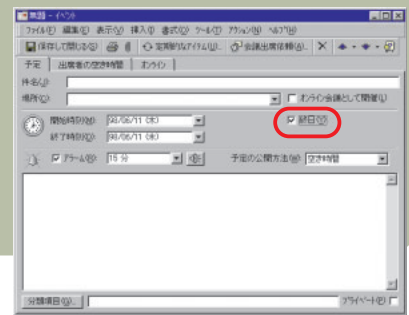 無題 - イベント
ファイル(F) 編集(E) 表示(V) 挿入(I) 書式(O) ツール(T) アクション(A) ヘルプ(H)
保存して閉じる(S) 定期的なアイテム(U)... 会議出席依頼(A)...
予定 出席者の空き時間 オンライン
件名(J):
場所(O): オンライン会議として開催(L)
開始時刻(M): 98/06/11 (木) 終日(Y)
終了時刻(D): 98/06/11 (木)
アラーム(R): 15 分 予定の公開方法(W): 空き時間
分類項目(G)... プライベート(P)